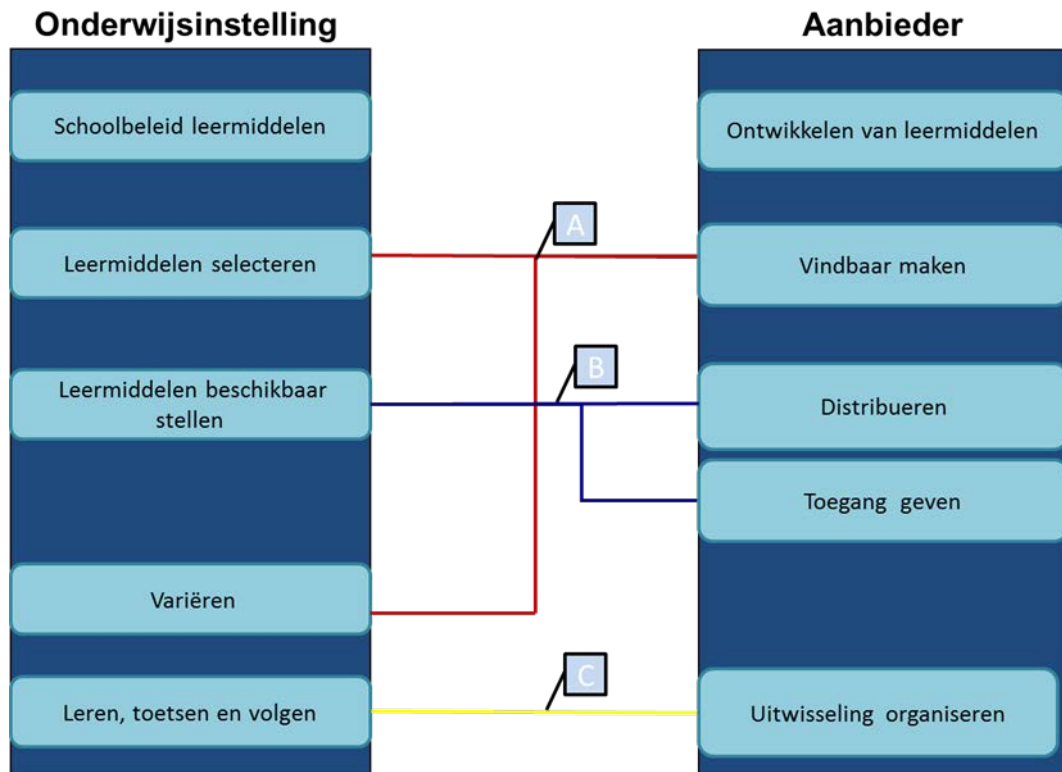 Onderwijsinstelling
Aanbieder
Schoolbeleid leermiddelen
Ontwikkelen van leermiddelen
A
Leermiddelen selecteren
Vindbaar maken
B
Leermiddelen beschikbaar
stellen
Distribueren
Toegang geven
Variëren
C
Leren, toetsen en volgen
Uitwisseling organiseren